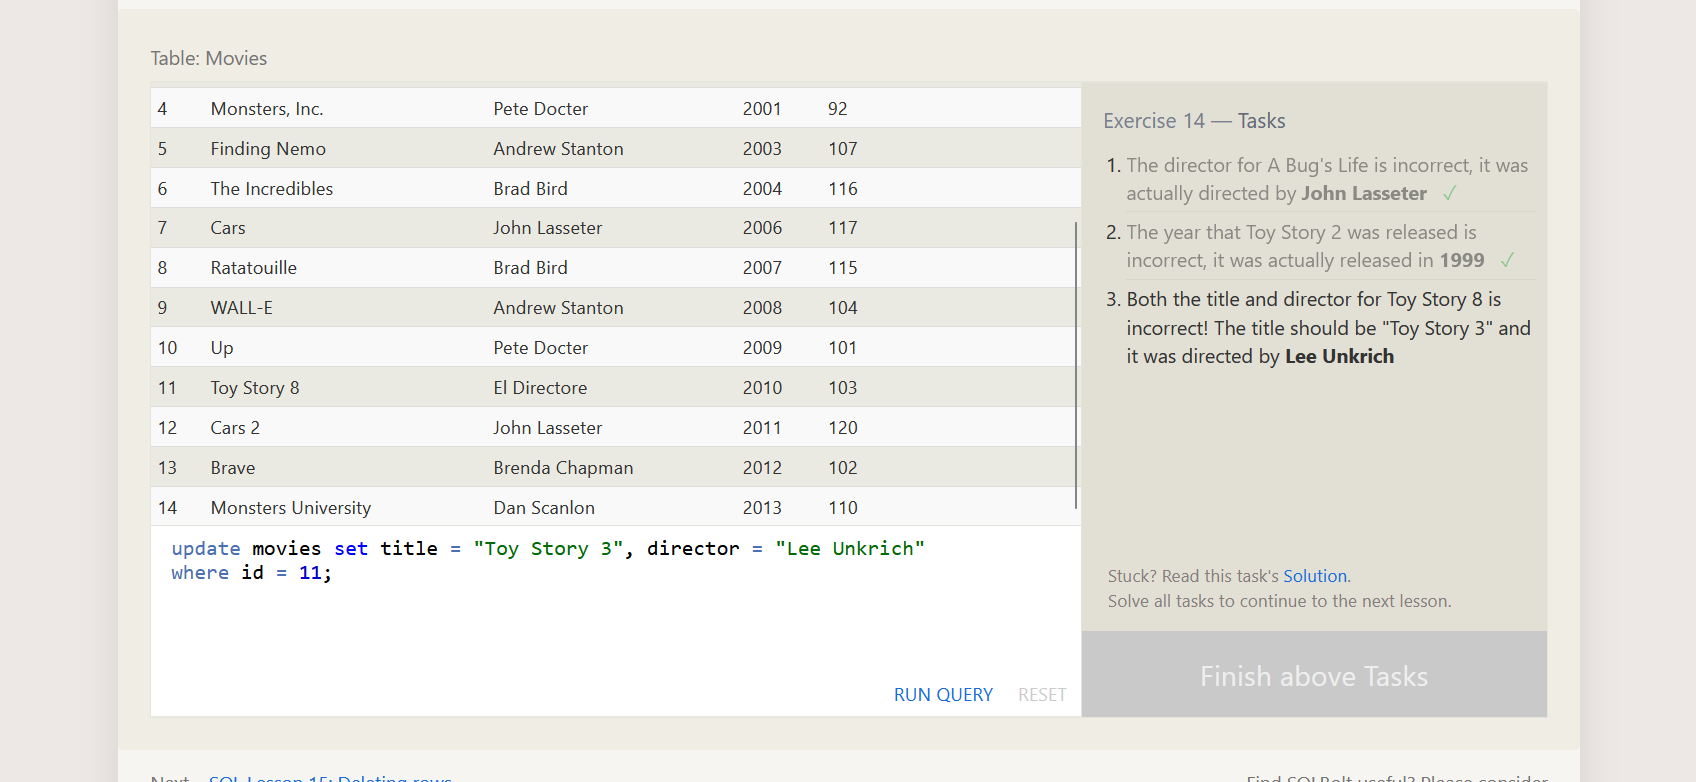 Table: Movies
4 Monsters, Inc. Pete Docter 2001 92
5 Finding Nemo Andrew Stanton 2003 107
6 The Incredibles Brad Bird 2004 116
7 Cars John Lasseter 2006 117
8 Ratatouille Brad Bird 2007 115
9 WALL-E Andrew Stanton 2008 104
10 Up Pete Docter 2009 101
11 Toy Story 8 El Directore 2010 103
12 Cars 2 John Lasseter 2011 120
13 Brave Brenda Chapman 2012 102
14 Monsters University Dan Scanlon 2013 110
update movies set title = "Toy Story 3", director = "Lee Unkrich"
where id = 11;
RUN QUERY RESET
Exercise 14 — Tasks
1. The director for A Bug's Life is incorrect, it was
actually directed by John Lasseter ✓
2. The year that Toy Story 2 was released is
incorrect, it was actually released in 1999 ✓
3. Both the title and director for Toy Story 8 is
incorrect! The title should be "Toy Story 3" and
it was directed by Lee Unkrich
Stuck? Read this task's Solution.
Solve all tasks to continue to the next lesson.
Finish above Tasks
Next – SQL Lesson 15: Deleting rows
Find SQLBolt useful? Please consider